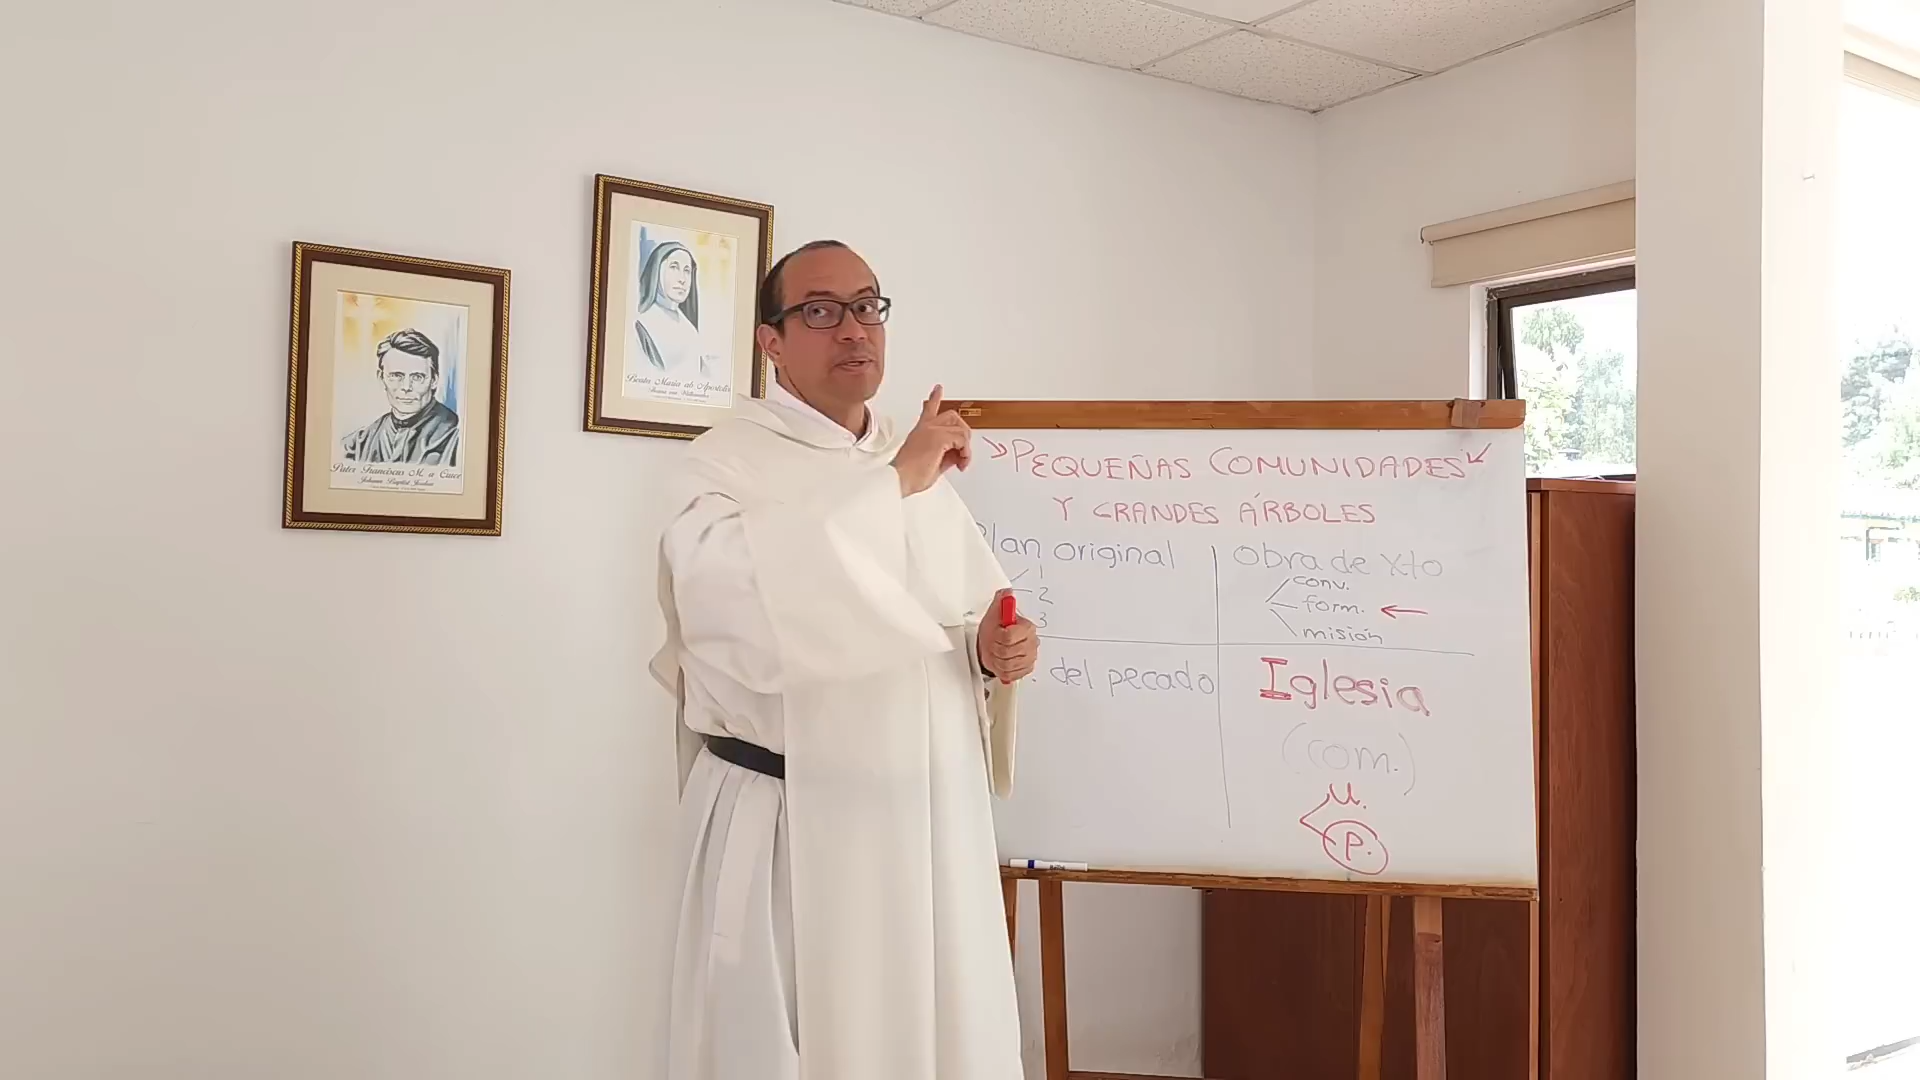 Pater Franciscus M. a Cruce
Johann Baptist Jordan
Beata Maria ab Apostolis
PEQUEÑAS COMUNIDADES
Y GRANDES ÁRBOLES
Plan original
1
2
3
Obra de Xto
conv.
form.
misión
del pecado
Iglesia
(com.)
M.
P.